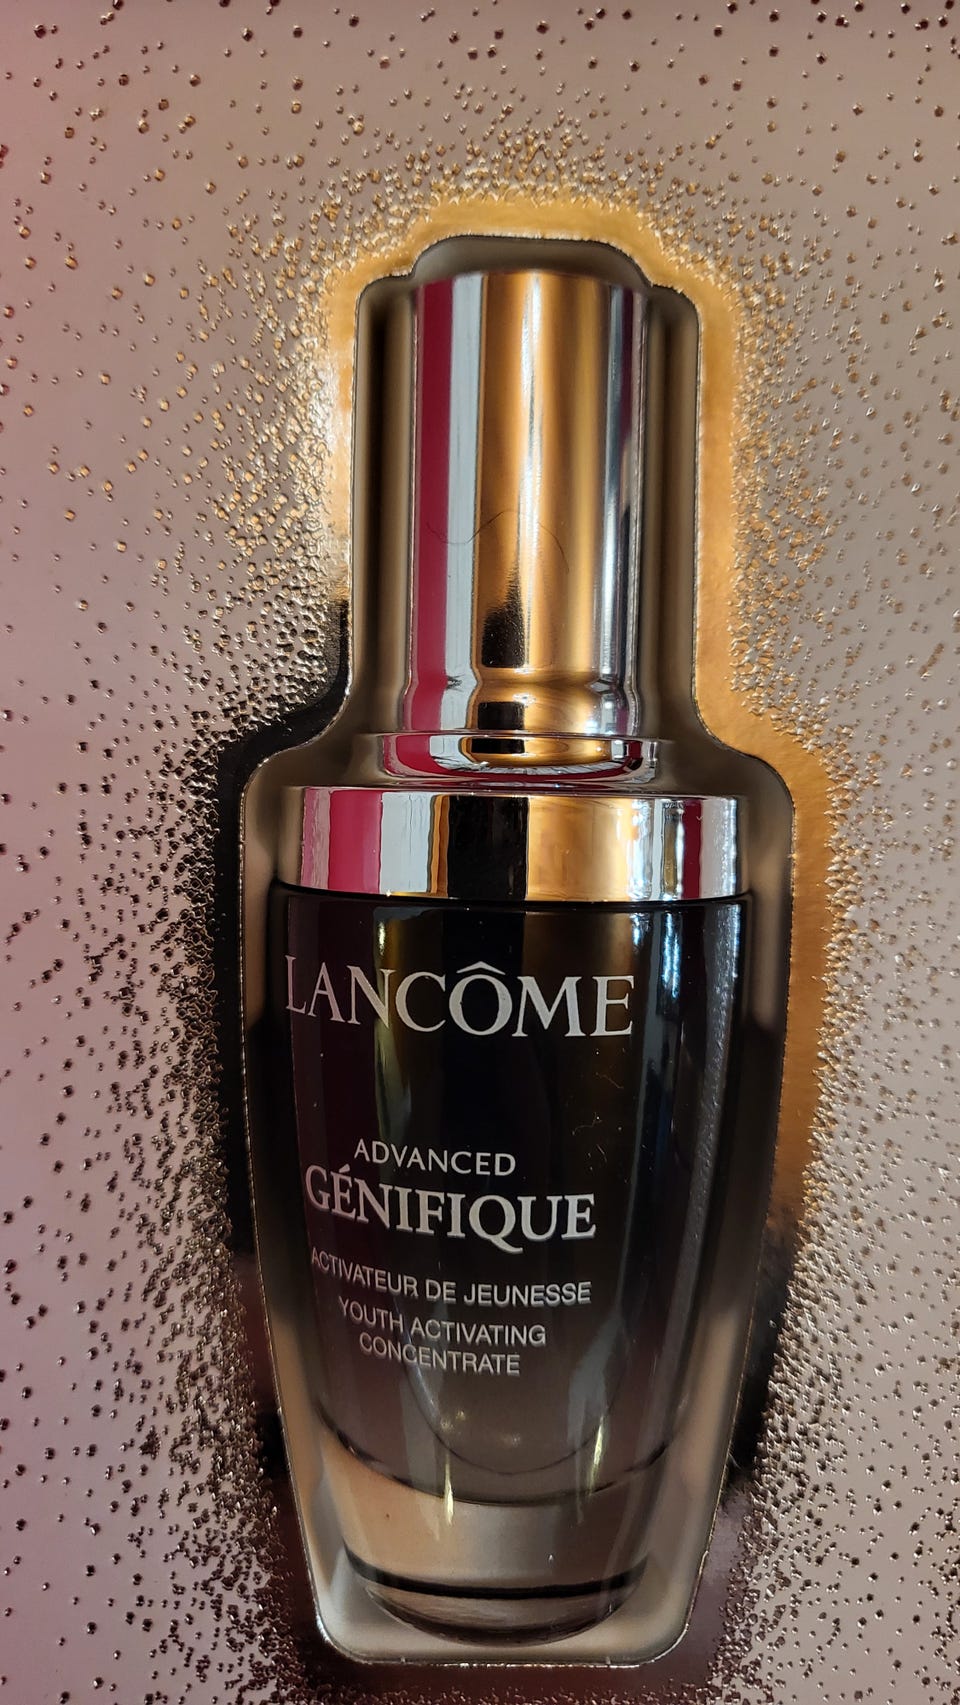 LANCÔME
ADVANCED
GÉNIFIQUE
ACTIVATEUR DE JEUNESSE
YOUTH ACTIVATING
CONCENTRATE